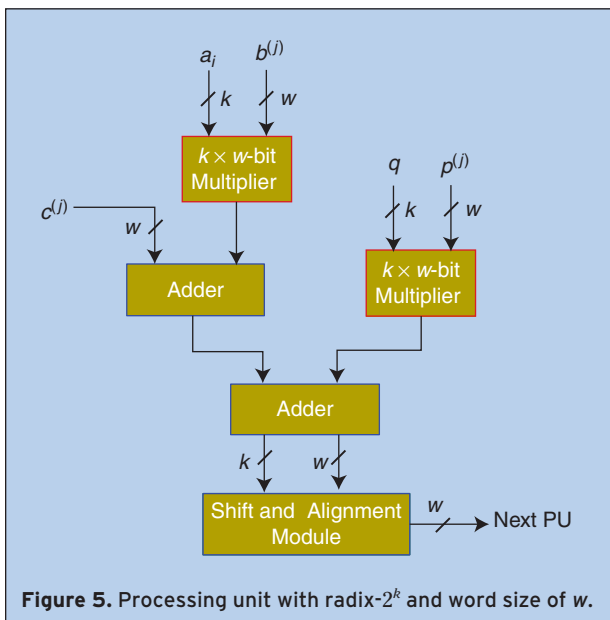 a_i b^(j)
k w
k × w-bit
Multiplier
q p^(j)
c^(j)
w
k w
k × w-bit
Multiplier
Adder
Adder
k w
Shift and Alignment
Module
w
Next PU
Figure 5. Processing unit with radix-2^k and word size of w.